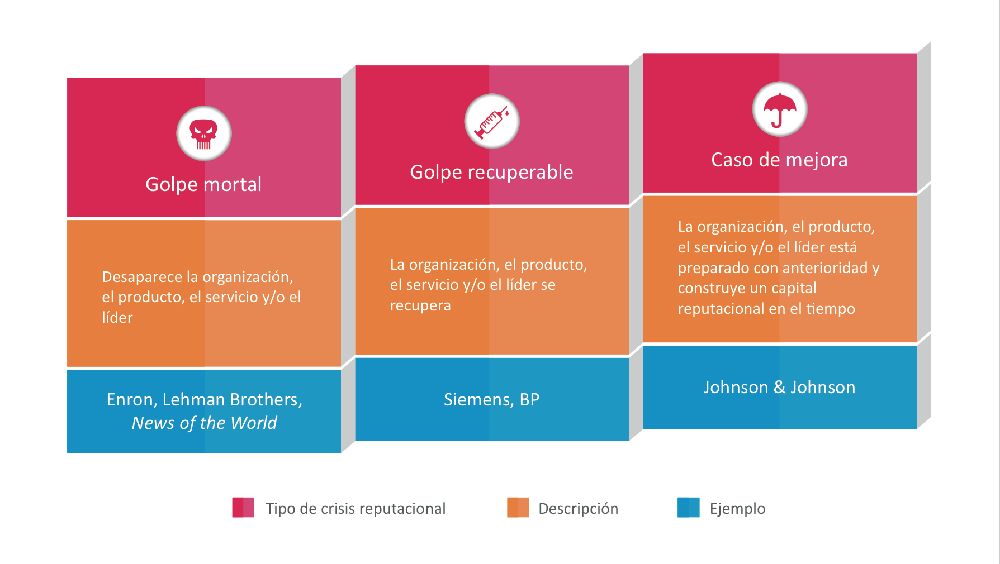 Golpe mortal
Golpe recuperable
Caso de mejora
Desaparece la organización,
el producto, el servicio y/o el
líder
La organización, el producto,
el servicio y/o el líder se
recupera
La organización, el producto,
el servicio y/o el líder está
preparado con anterioridad y
construye un capital
reputacional en el tiempo
Enron, Lehman Brothers,
News of the World
Siemens, BP
Johnson & Johnson
Tipo de crisis reputacional
Descripción
Ejemplo